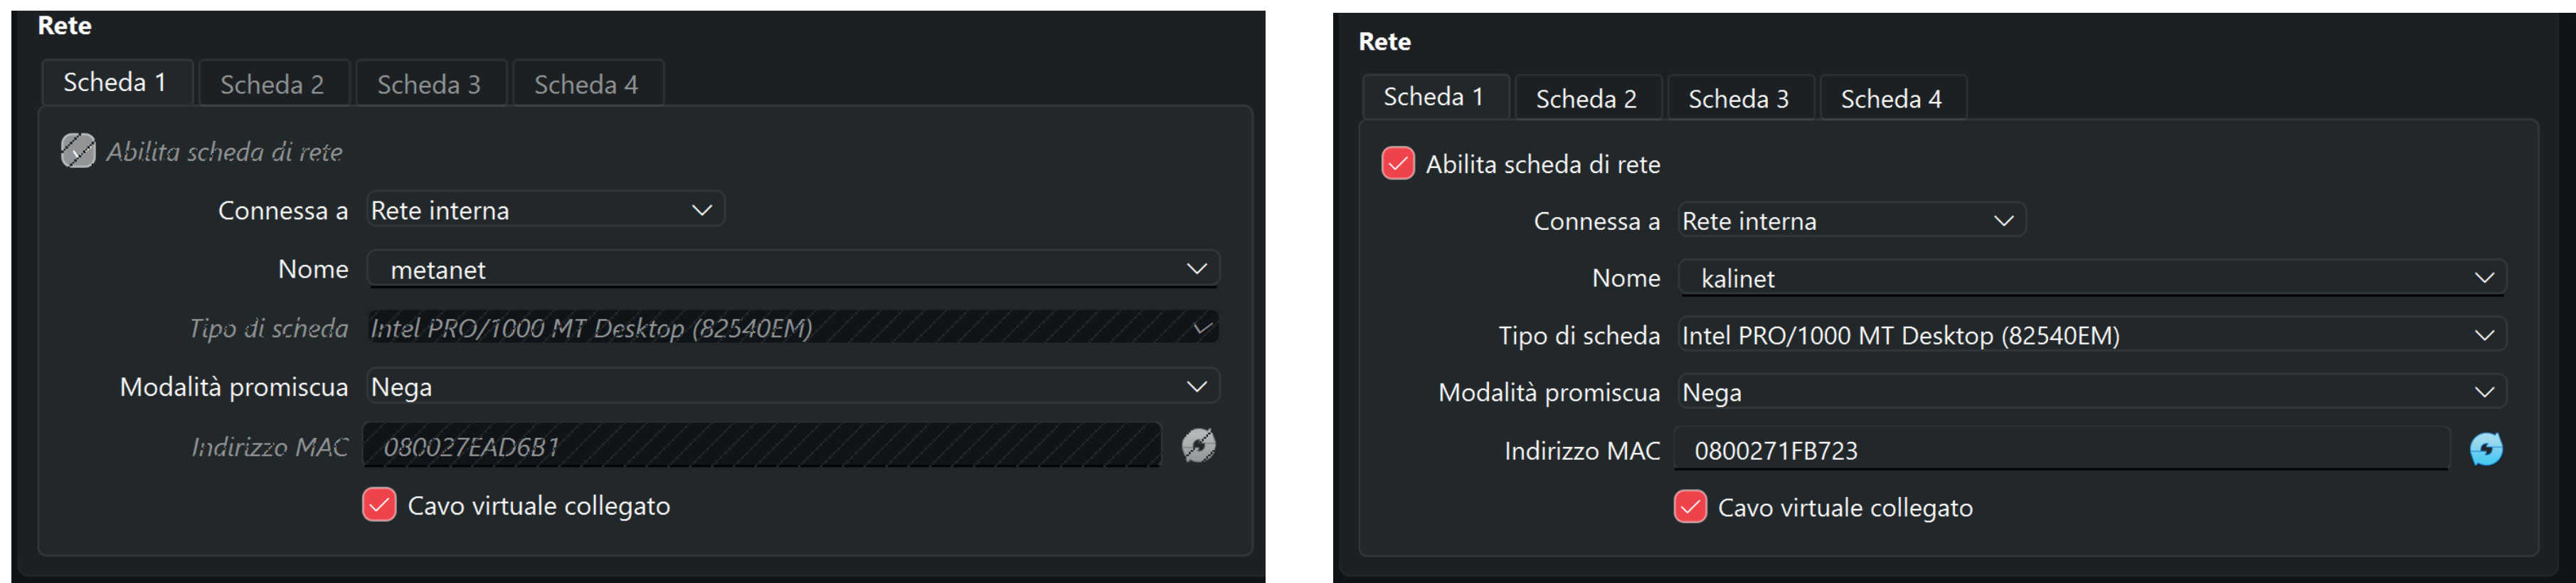 Rete
Scheda 1 Scheda 2 Scheda 3 Scheda 4
Abilita scheda di rete
Connessa a Rete interna
Nome metanet
Tipo di scheda Intel PRO/1000 MT Desktop (82540EM)
Modalità promiscua Nega
Indirizzo MAC 080027EAD6B1
Cavo virtuale collegato
Rete
Scheda 1 Scheda 2 Scheda 3 Scheda 4
Abilita scheda di rete
Connessa a Rete interna
Nome kalinet
Tipo di scheda Intel PRO/1000 MT Desktop (82540EM)
Modalità promiscua Nega
Indirizzo MAC 0800271FB723
Cavo virtuale collegato